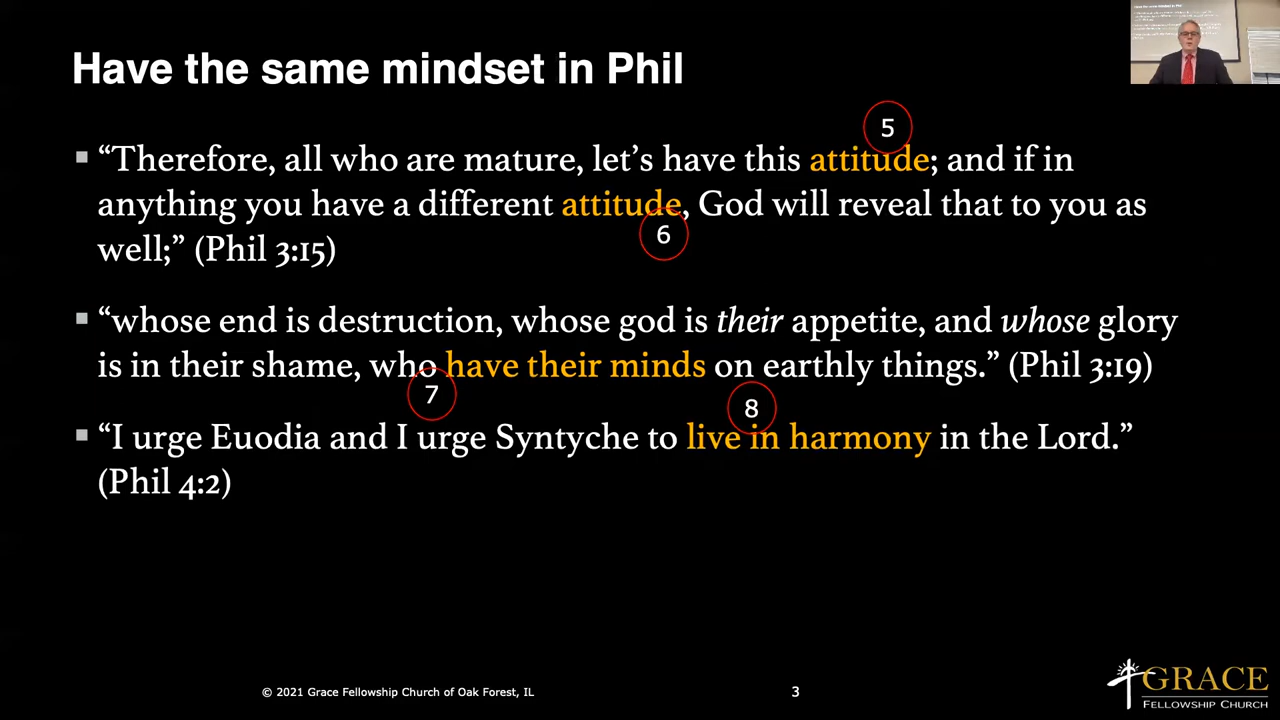 Have the same mindset in Phil
5
▪ “Therefore, all who are mature, let’s have this attitude; and if in
anything you have a different attitude, God will reveal that to you as
6
well;” (Phil 3:15)
▪ “whose end is destruction, whose god is their appetite, and whose glory
is in their shame, who have their minds on earthly things.” (Phil 3:19)
7
8
▪ “I urge Euodia and I urge Syntyche to live in harmony in the Lord.”
(Phil 4:2)
© 2021 Grace Fellowship Church of Oak Forest, IL
3
GRACE
FELLOWSHIP CHURCH